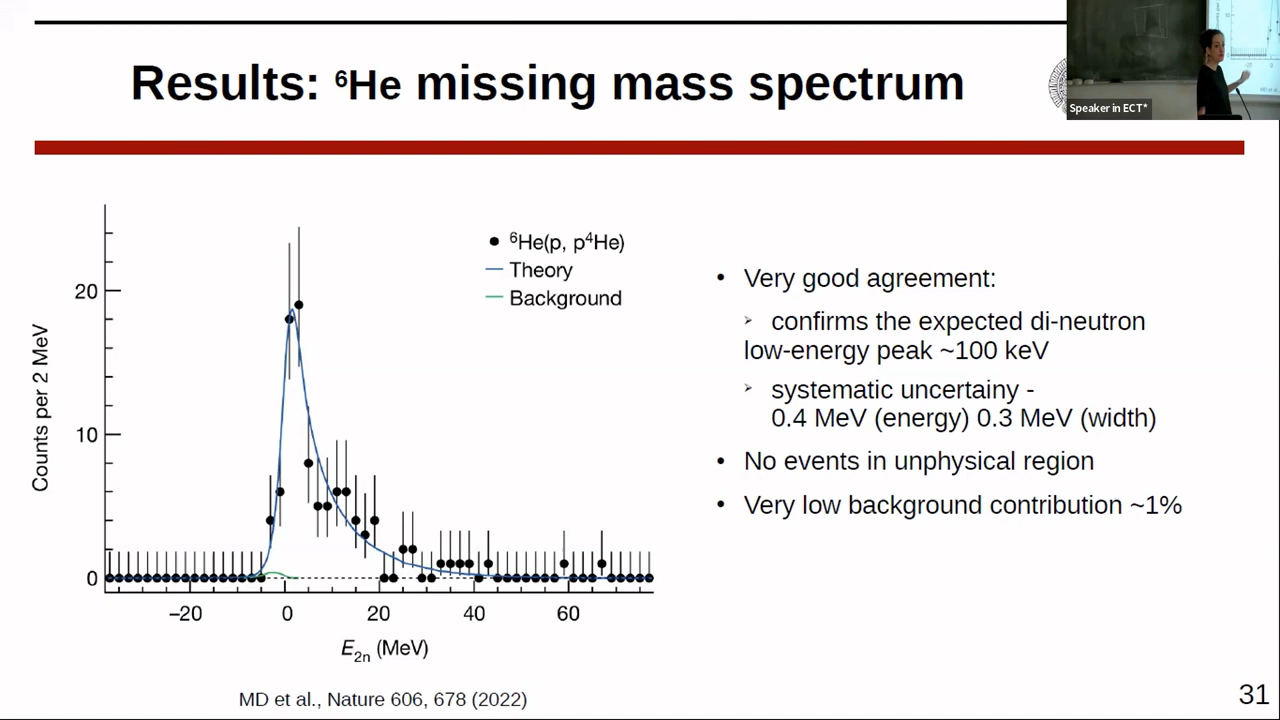 Results: ⁶He missing mass spectrum
Speaker in ECT*
⁶He(p, p⁴He)
Theory
Background
20
10
0
Counts per 2 MeV
−20
0
20
40
60
E₂ₙ (MeV)
• Very good agreement:
➢ confirms the expected di-neutron
low-energy peak ~100 keV
➢ systematic uncertainy -
0.4 MeV (energy) 0.3 MeV (width)
• No events in unphysical region
• Very low background contribution ~1%
MD et al., Nature 606, 678 (2022)
31